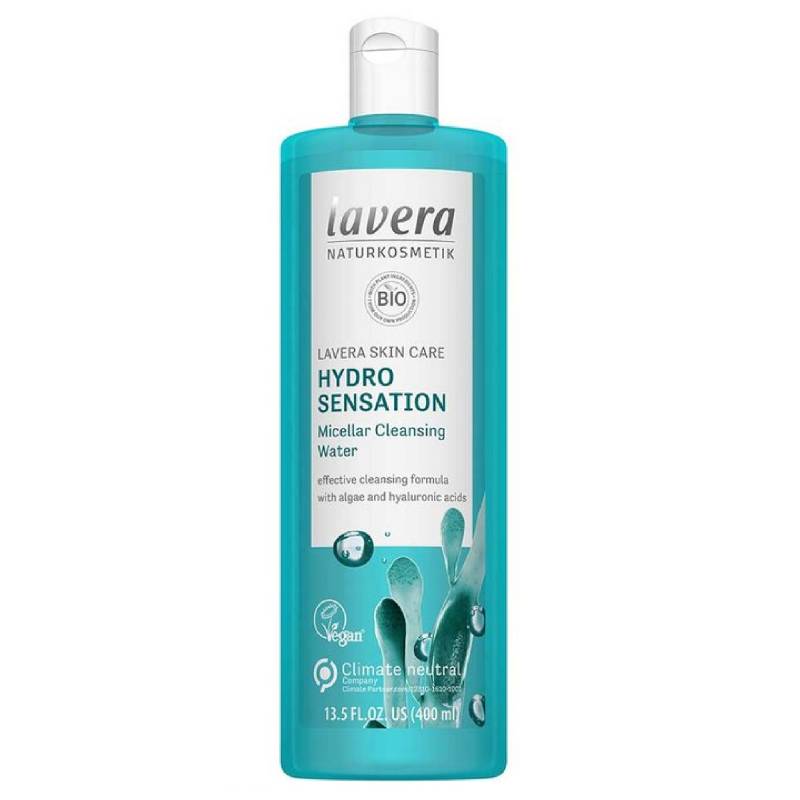 lavera
NATURKOSMETIK
BIO
LAVERA SKIN CARE
HYDRO
SENSATION
Micellar Cleansing
Water
effective cleansing formula
with algae and hyaluronic acids
Vegan
Climate neutral
Company
13.5 FL.OZ. US (400 ml)